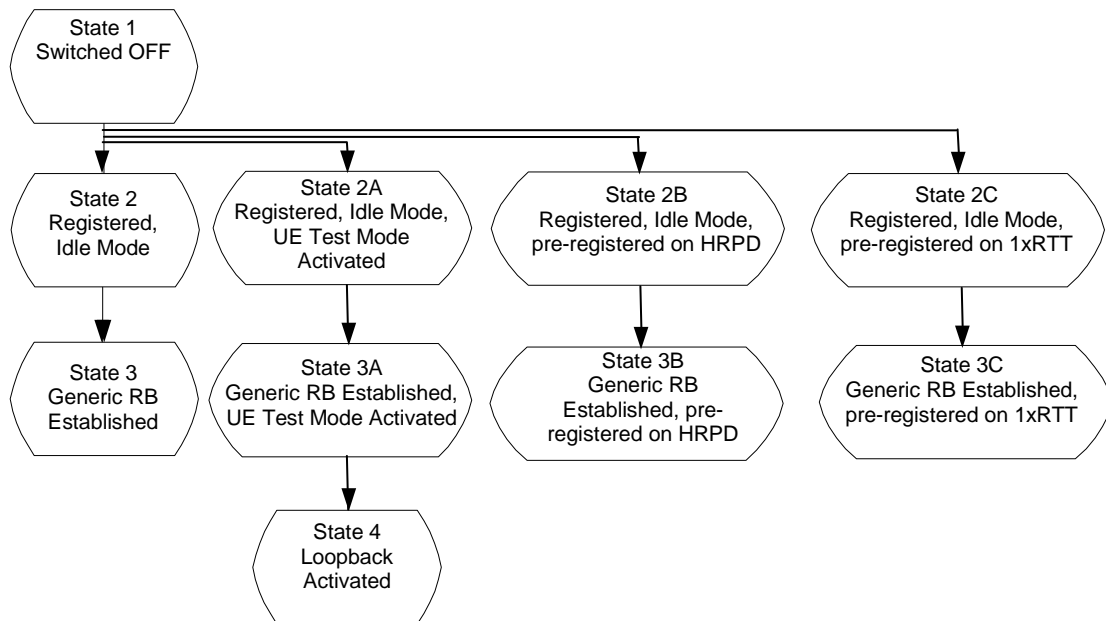 State 1
Switched OFF
State 2
Registered,
Idle Mode
State 2A
Registered, Idle Mode,
UE Test Mode
Activated
State 2B
Registered, Idle Mode,
pre-registered on HRPD
State 2C
Registered, Idle Mode,
pre-registered on 1xRTT
State 3
Generic RB
Established
State 3A
Generic RB Established,
UE Test Mode Activated
State 3B
Generic RB
Established, pre-
registered on HRPD
State 3C
Generic RB Established,
pre-registered on 1xRTT
State 4
Loopback
Activated